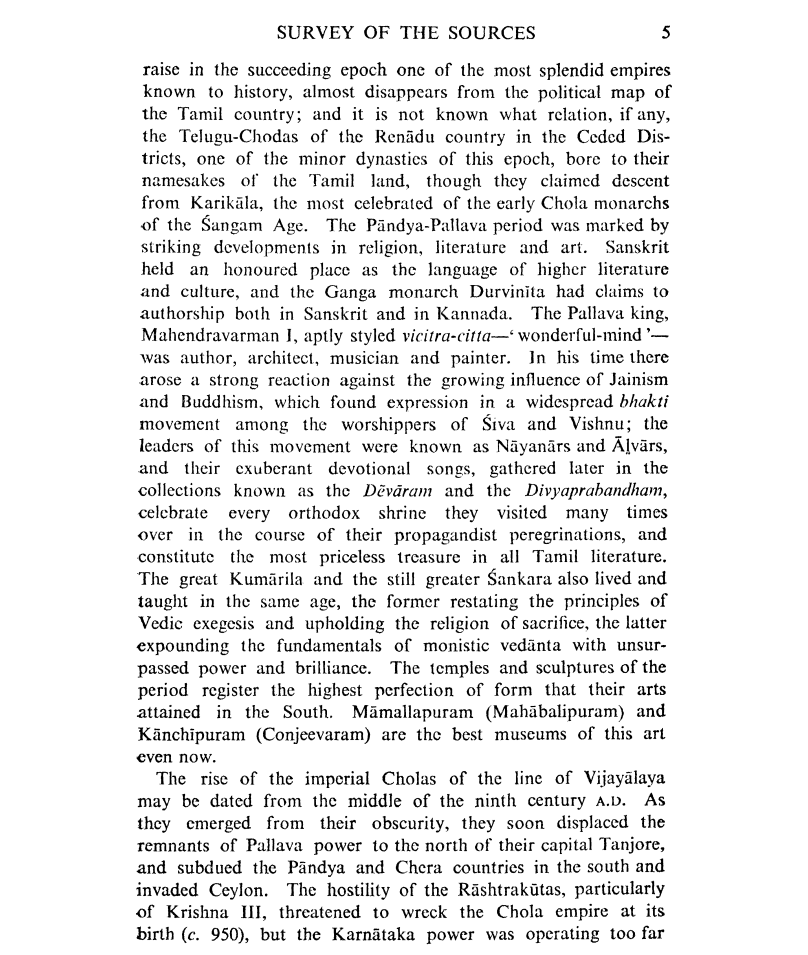 SURVEY OF THE SOURCES 5
raise in the succeeding epoch one of the most splendid empires
known to history, almost disappears from the political map of
the Tamil country; and it is not known what relation, if any,
the Telugu-Chodas of the Renādu country in the Ceded Dis-
tricts, one of the minor dynasties of this epoch, bore to their
namesakes of the Tamil land, though they claimed descent
from Karikāla, the most celebrated of the early Chola monarchs
of the Śangam Age. The Pāndya-Pallava period was marked by
striking developments in religion, literature and art. Sanskrit
held an honoured place as the language of higher literature
and culture, and the Ganga monarch Durvinīta had claims to
authorship both in Sanskrit and in Kannada. The Pallava king,
Mahendravarman I, aptly styled vicitra-citta—‘wonderful-mind’—
was author, architect, musician and painter. In his time there
arose a strong reaction against the growing influence of Jainism
and Buddhism, which found expression in a widespread bhakti
movement among the worshippers of Śiva and Vishnu; the
leaders of this movement were known as Nāyanārs and Āḷvārs,
and their exuberant devotional songs, gathered later in the
collections known as the Dēvāram and the Divyaprabandham,
celebrate every orthodox shrine they visited many times
over in the course of their propagandist peregrinations, and
constitute the most priceless treasure in all Tamil literature.
The great Kumārila and the still greater Śankara also lived and
taught in the same age, the former restating the principles of
Vedic exegesis and upholding the religion of sacrifice, the latter
expounding the fundamentals of monistic vedānta with unsur-
passed power and brilliance. The temples and sculptures of the
period register the highest perfection of form that their arts
attained in the South. Māmallapuram (Mahābalipuram) and
Kānchīpuram (Conjeevaram) are the best museums of this art
even now.
The rise of the imperial Cholas of the line of Vijayālaya
may be dated from the middle of the ninth century A.D. As
they emerged from their obscurity, they soon displaced the
remnants of Pallava power to the north of their capital Tanjore,
and subdued the Pāndya and Chera countries in the south and
invaded Ceylon. The hostility of the Rāshtrakūtas, particularly
of Krishna III, threatened to wreck the Chola empire at its
birth (c. 950), but the Karnātaka power was operating too far